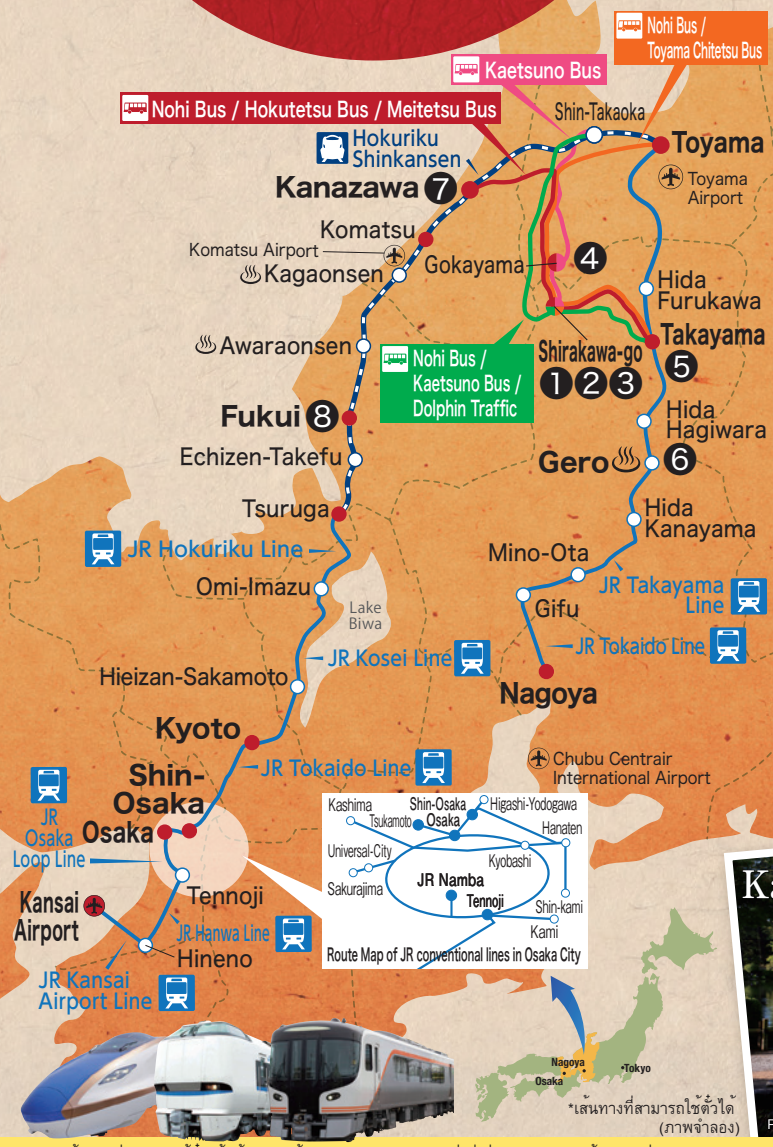 Nohi Bus /
Toyama Chitetsu Bus
Kaetsuno Bus
Nohi Bus / Hokutetsu Bus / Meitetsu Bus
Shin-Takaoka
Hokuriku
Shinkansen
Toyama
Kanazawa 7
Toyama
Airport
Komatsu
Komatsu Airport
Gokayama
4
Kagaonsen
Hida
Furukawa
Awaraonsen
Nohi Bus /
Kaetsuno Bus /
Dolphin Traffic
Shirakawa-go
1 2 3
Takayama
5
Fukui 8
Hida
Hagiwara
Echizen-Takefu
Gero
6
Tsuruga
Hida
Kanayama
JR Hokuriku Line
Mino-Ota
Omi-Imazu
JR Takayama
Line
Lake
Biwa
Gifu
JR Kosei Line
JR Tokaido Line
Hieizan-Sakamoto
Nagoya
Kyoto
JR Tokaido Line
Chubu Centrair
International Airport
Shin-
Osaka
Osaka
JR
Osaka
Loop Line
Tennoji
Kansai
Airport
JR Hanwa Line
Hineno
JR Kansai
Airport Line
Kashima
Shin-Osaka
Higashi-Yodogawa
Tsukamoto
Osaka
Hanaten
Universal-City
Kyobashi
Sakurajima
JR Namba
Tennoji
Shin-kami
Kami
Route Map of JR conventional lines in Osaka City
Ka
Nagoya
Osaka
Tokyo
*เส้นทางที่สามารถใช้ตั๋วได้
(ภาพจำลอง)